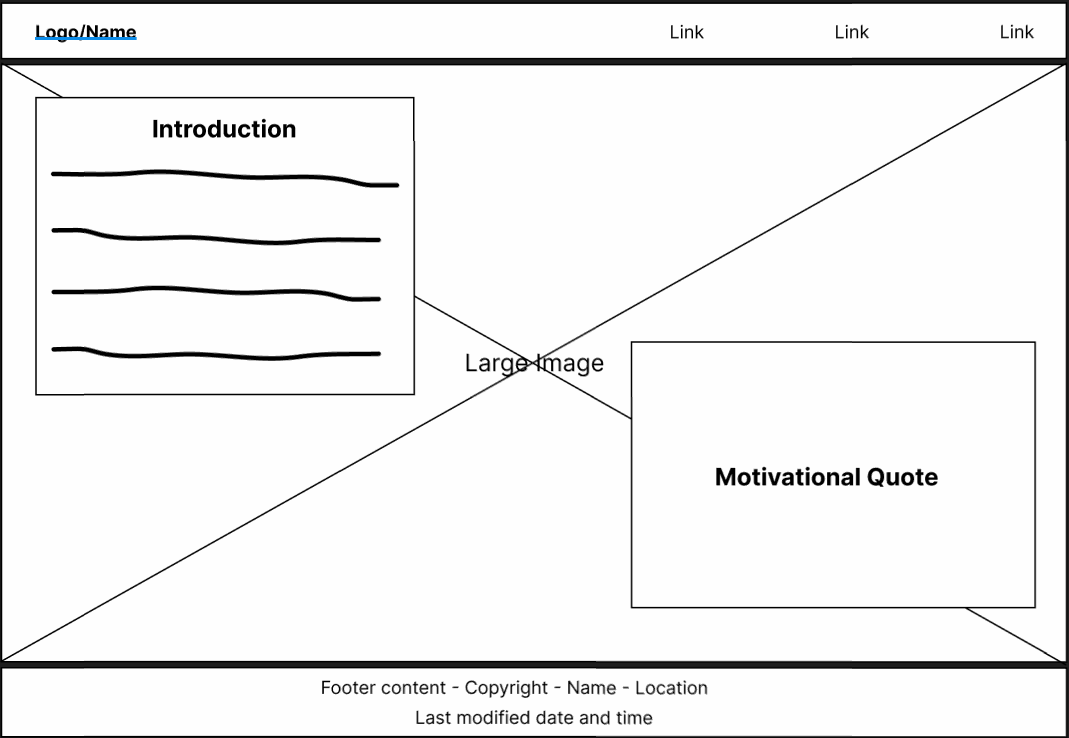 Logo/Name
Link
Link
Link
Introduction
Large Image
Motivational Quote
Footer content - Copyright - Name - Location
Last modified date and time